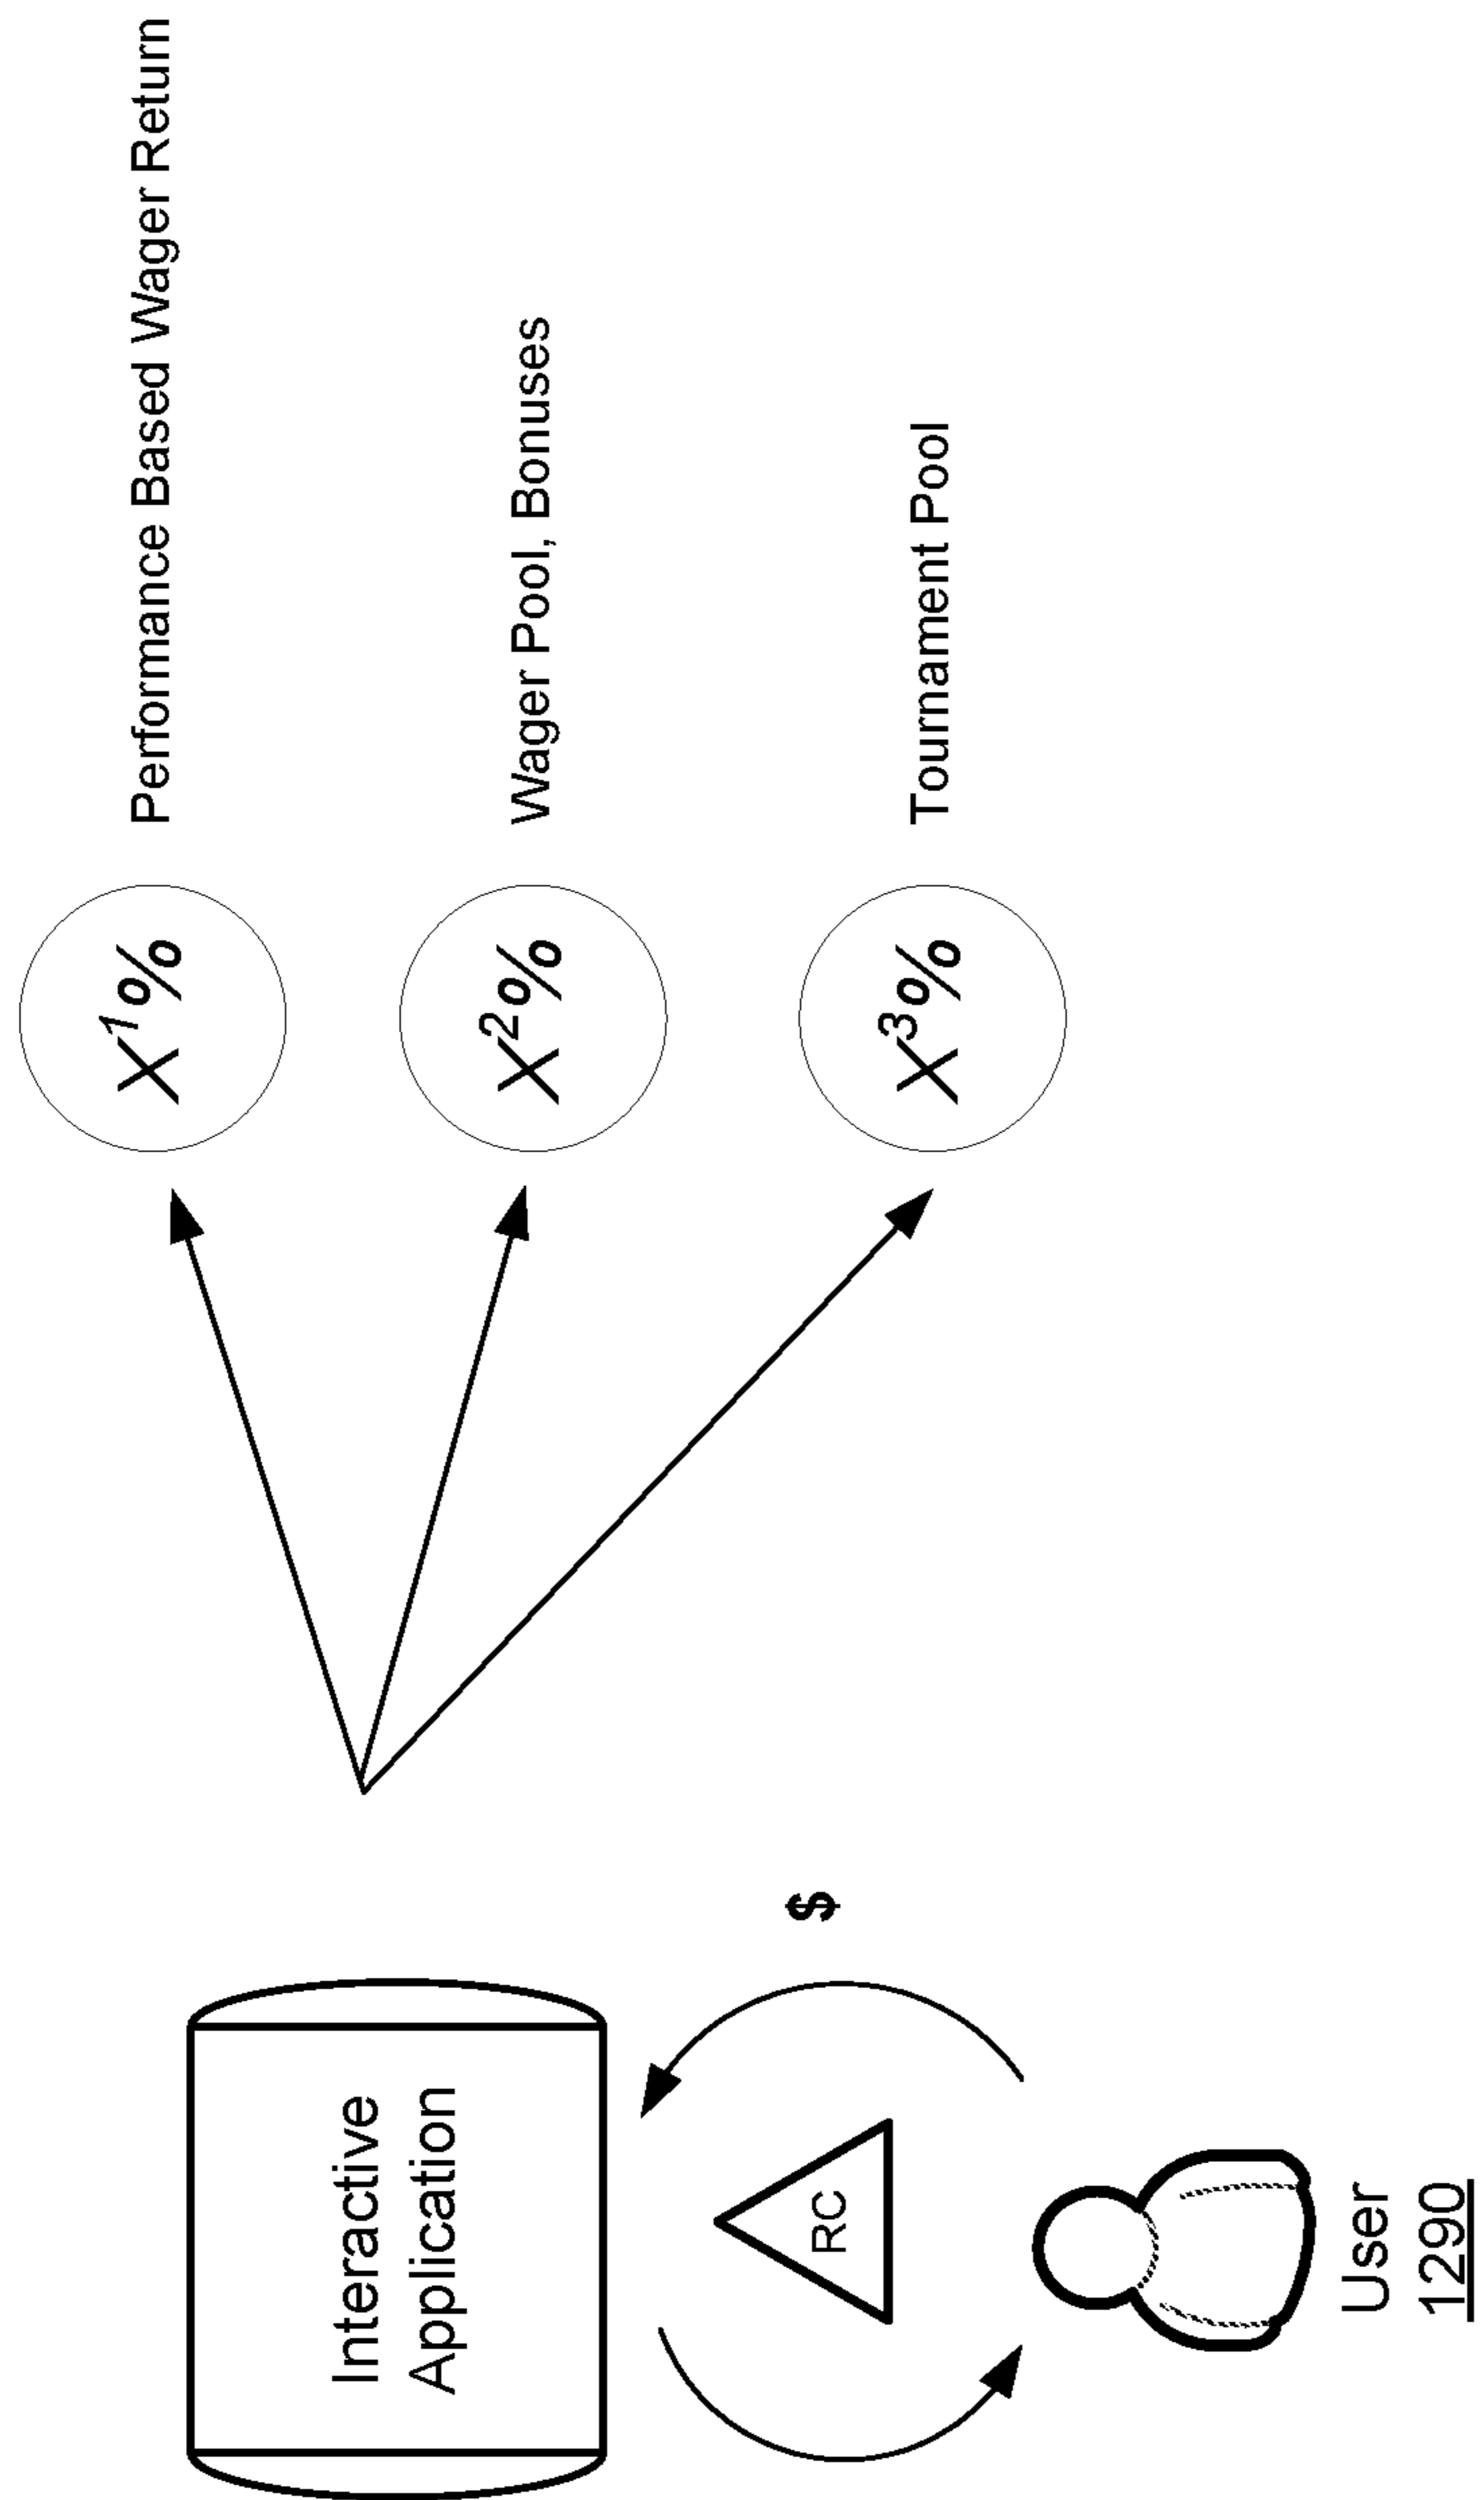 Interactive
Application
$
RC
User
1290
X¹%
Performance Based Wager Return
X²%
Wager Pool, Bonuses
X³%
Tournament Pool